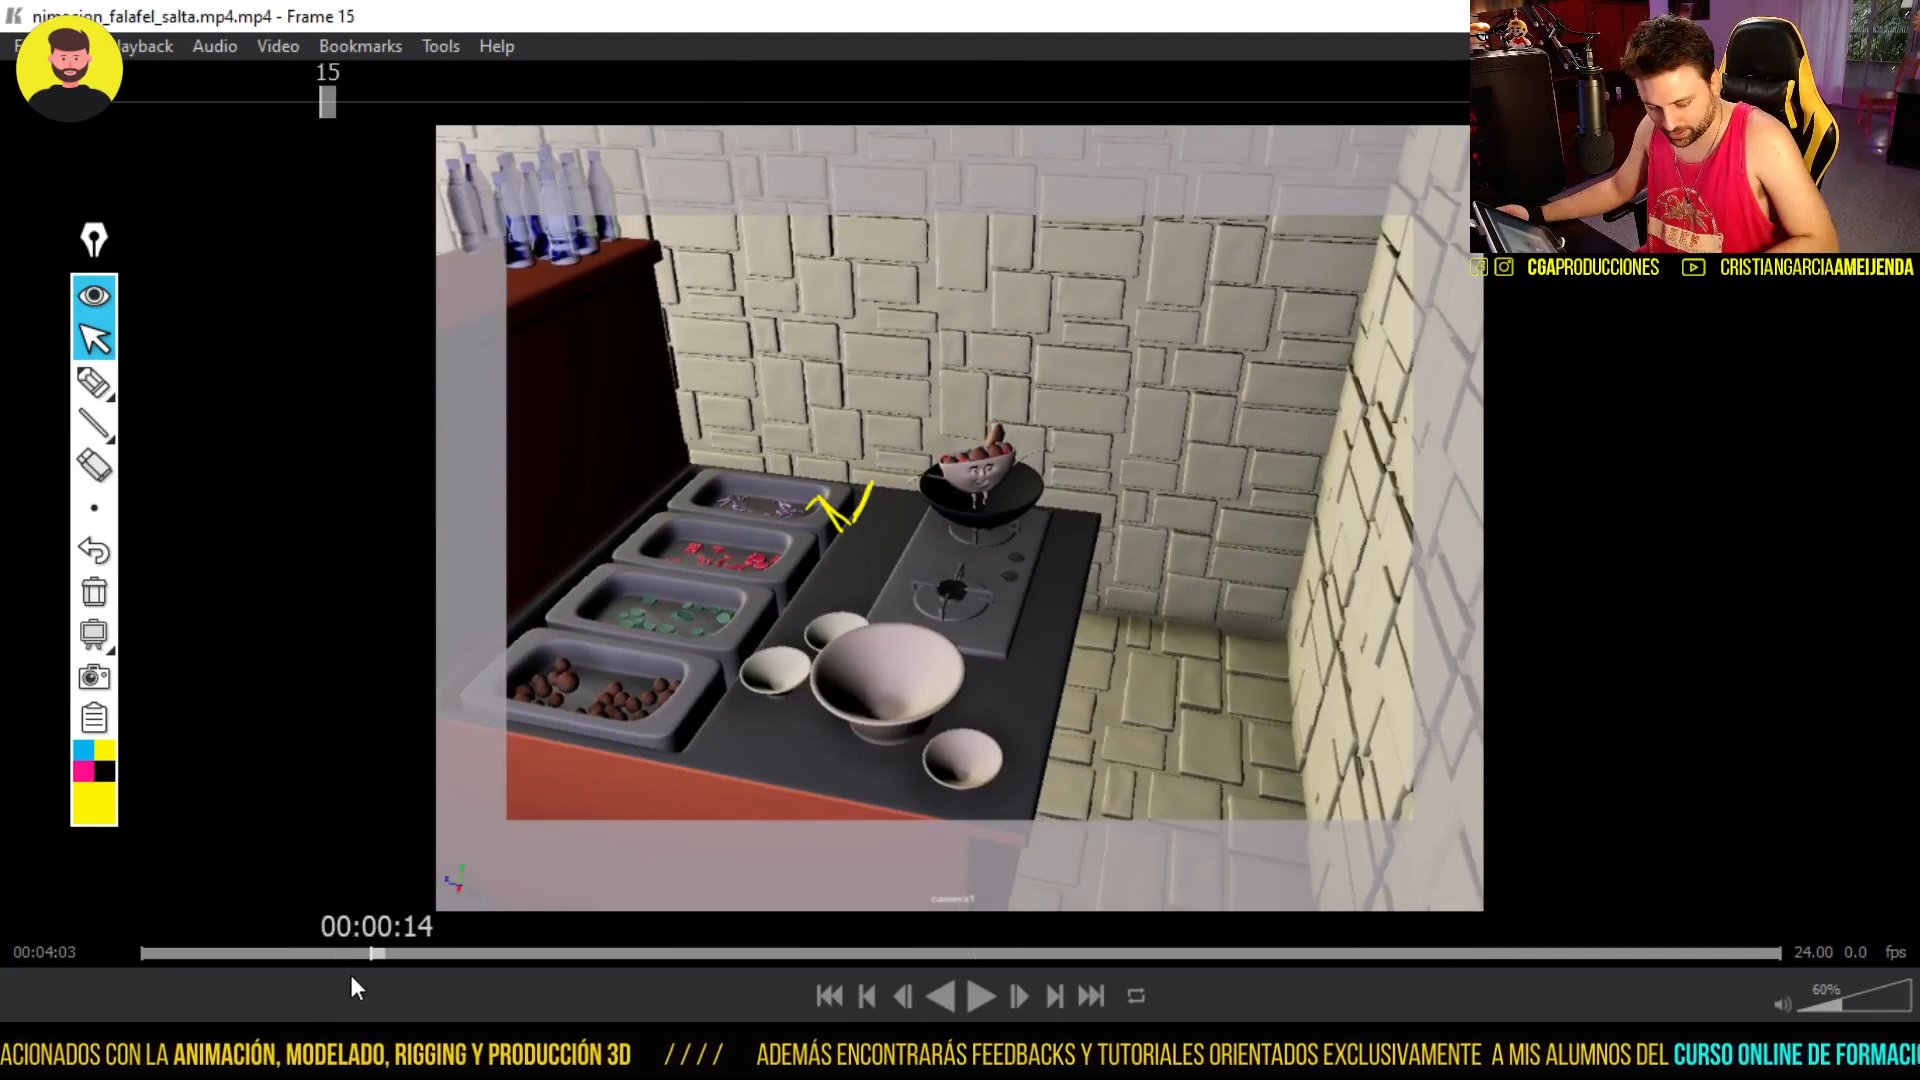 nimacion_falafel_salta.mp4.mp4 - Frame 15
F layback Audio Video Bookmarks Tools Help
15
CGAPRODUCCIONES CRISTIANGARCIAAMEIJENDA
camera1
00:00:14
00:04:03
24.00 0.0 fps
60%
ACIONADOS CON LA ANIMACIÓN, MODELADO, RIGGING Y PRODUCCIÓN 3D //// ADEMÁS ENCONTRARÁS FEEDBACKS Y TUTORIALES ORIENTADOS EXCLUSIVAMENTE A MIS ALUMNOS DEL CURSO ONLINE DE FORMACI